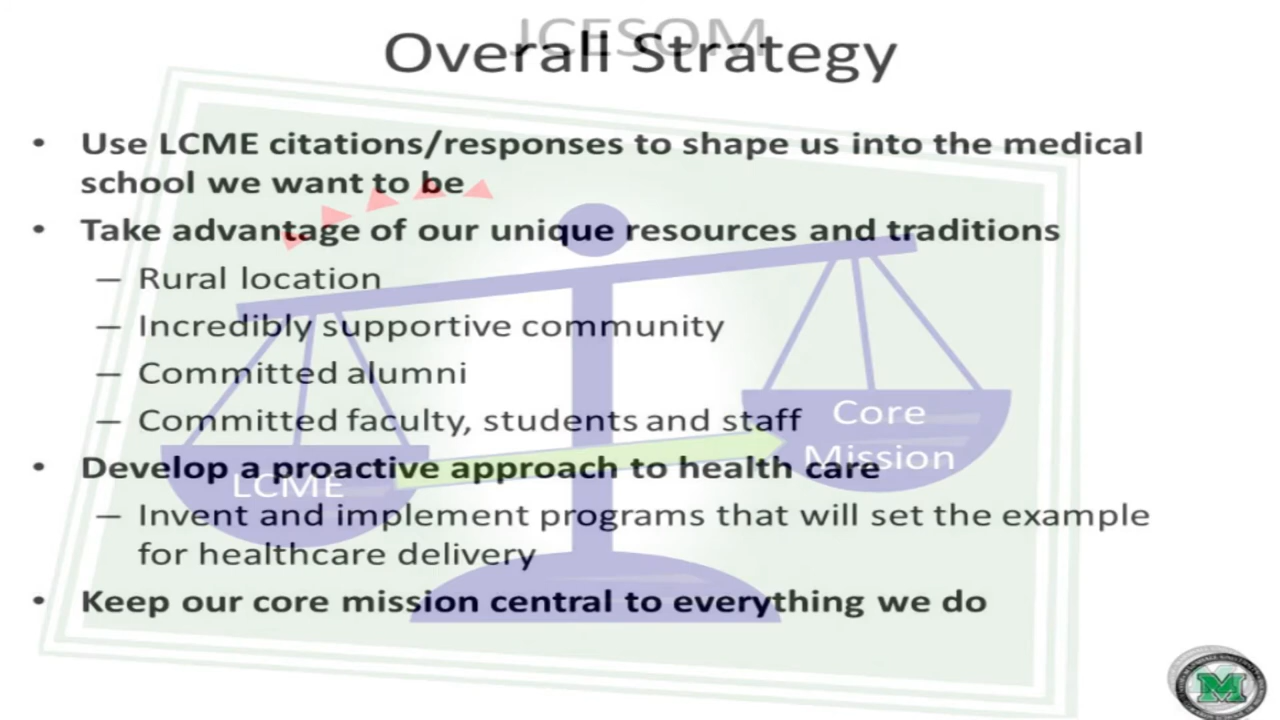 JCESOM
Overall Strategy
• Use LCME citations/responses to shape us into the medical
school we want to be
• Take advantage of our unique resources and traditions
– Rural location
– Incredibly supportive community
– Committed alumni
– Committed faculty, students and staff
Core
Mission
• Develop a proactive approach to health care
LCME
– Invent and implement programs that will set the example
for healthcare delivery
• Keep our core mission central to everything we do
M